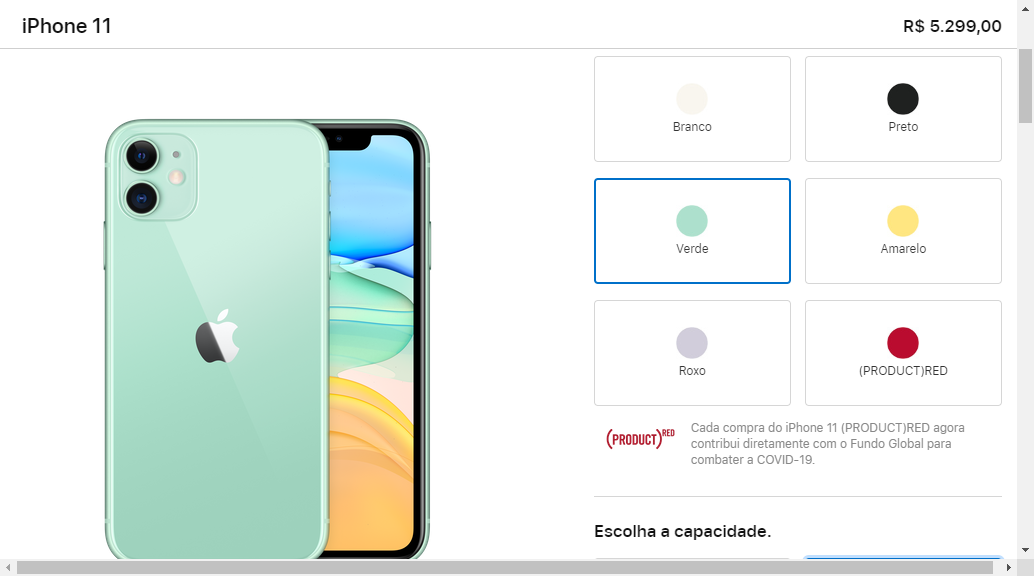 iPhone 11
R$ 5.299,00
Branco
Preto
Verde
Amarelo
Roxo
(PRODUCT)RED
(PRODUCT)RED
Cada compra do iPhone 11 (PRODUCT)RED agora
contribui diretamente com o Fundo Global para
combater a COVID-19.
Escolha a capacidade.